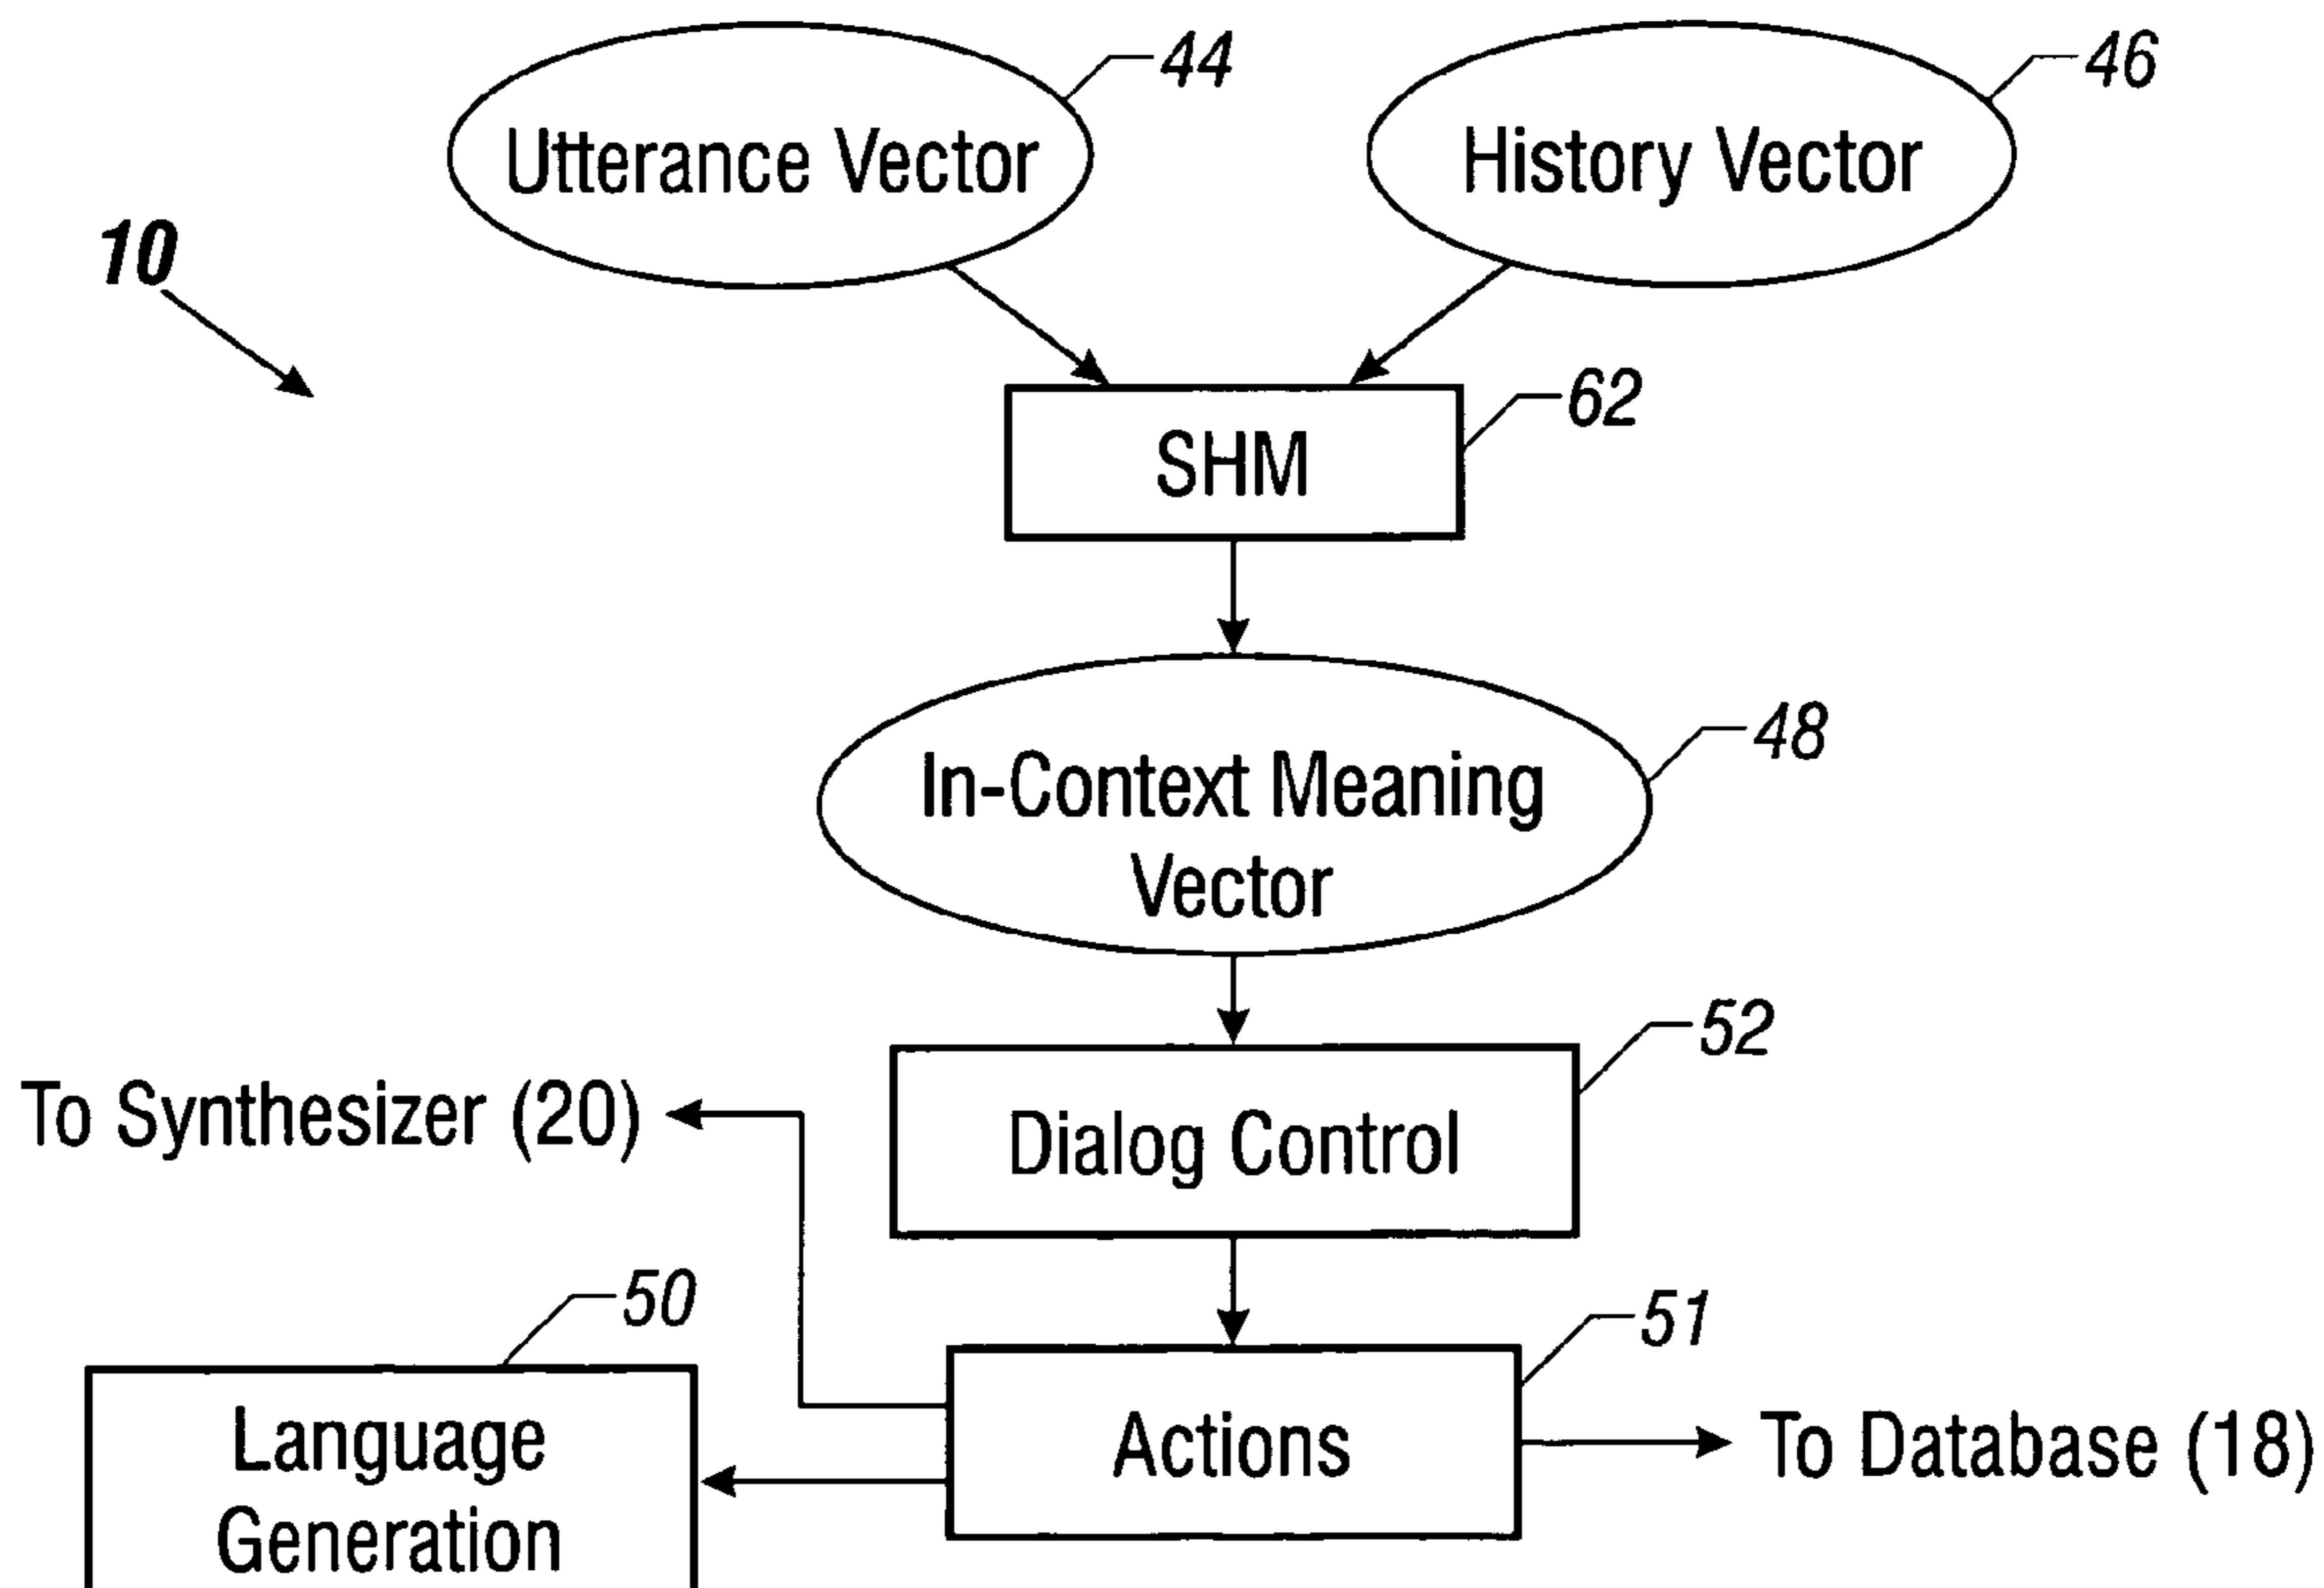 44
46
Utterance Vector
History Vector
10
62
SHM
48
In-Context Meaning
Vector
52
To Synthesizer (20)
Dialog Control
50
51
Language
Generation
Actions
To Database (18)